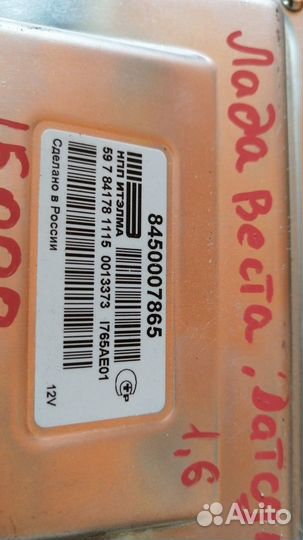 8450007865
НПП ИТЭЛМА
59 7 84178 1115 0013373 I765AE01
Сделано в России
12V
Лада Веста, Датсун
1,6
15000
Avito